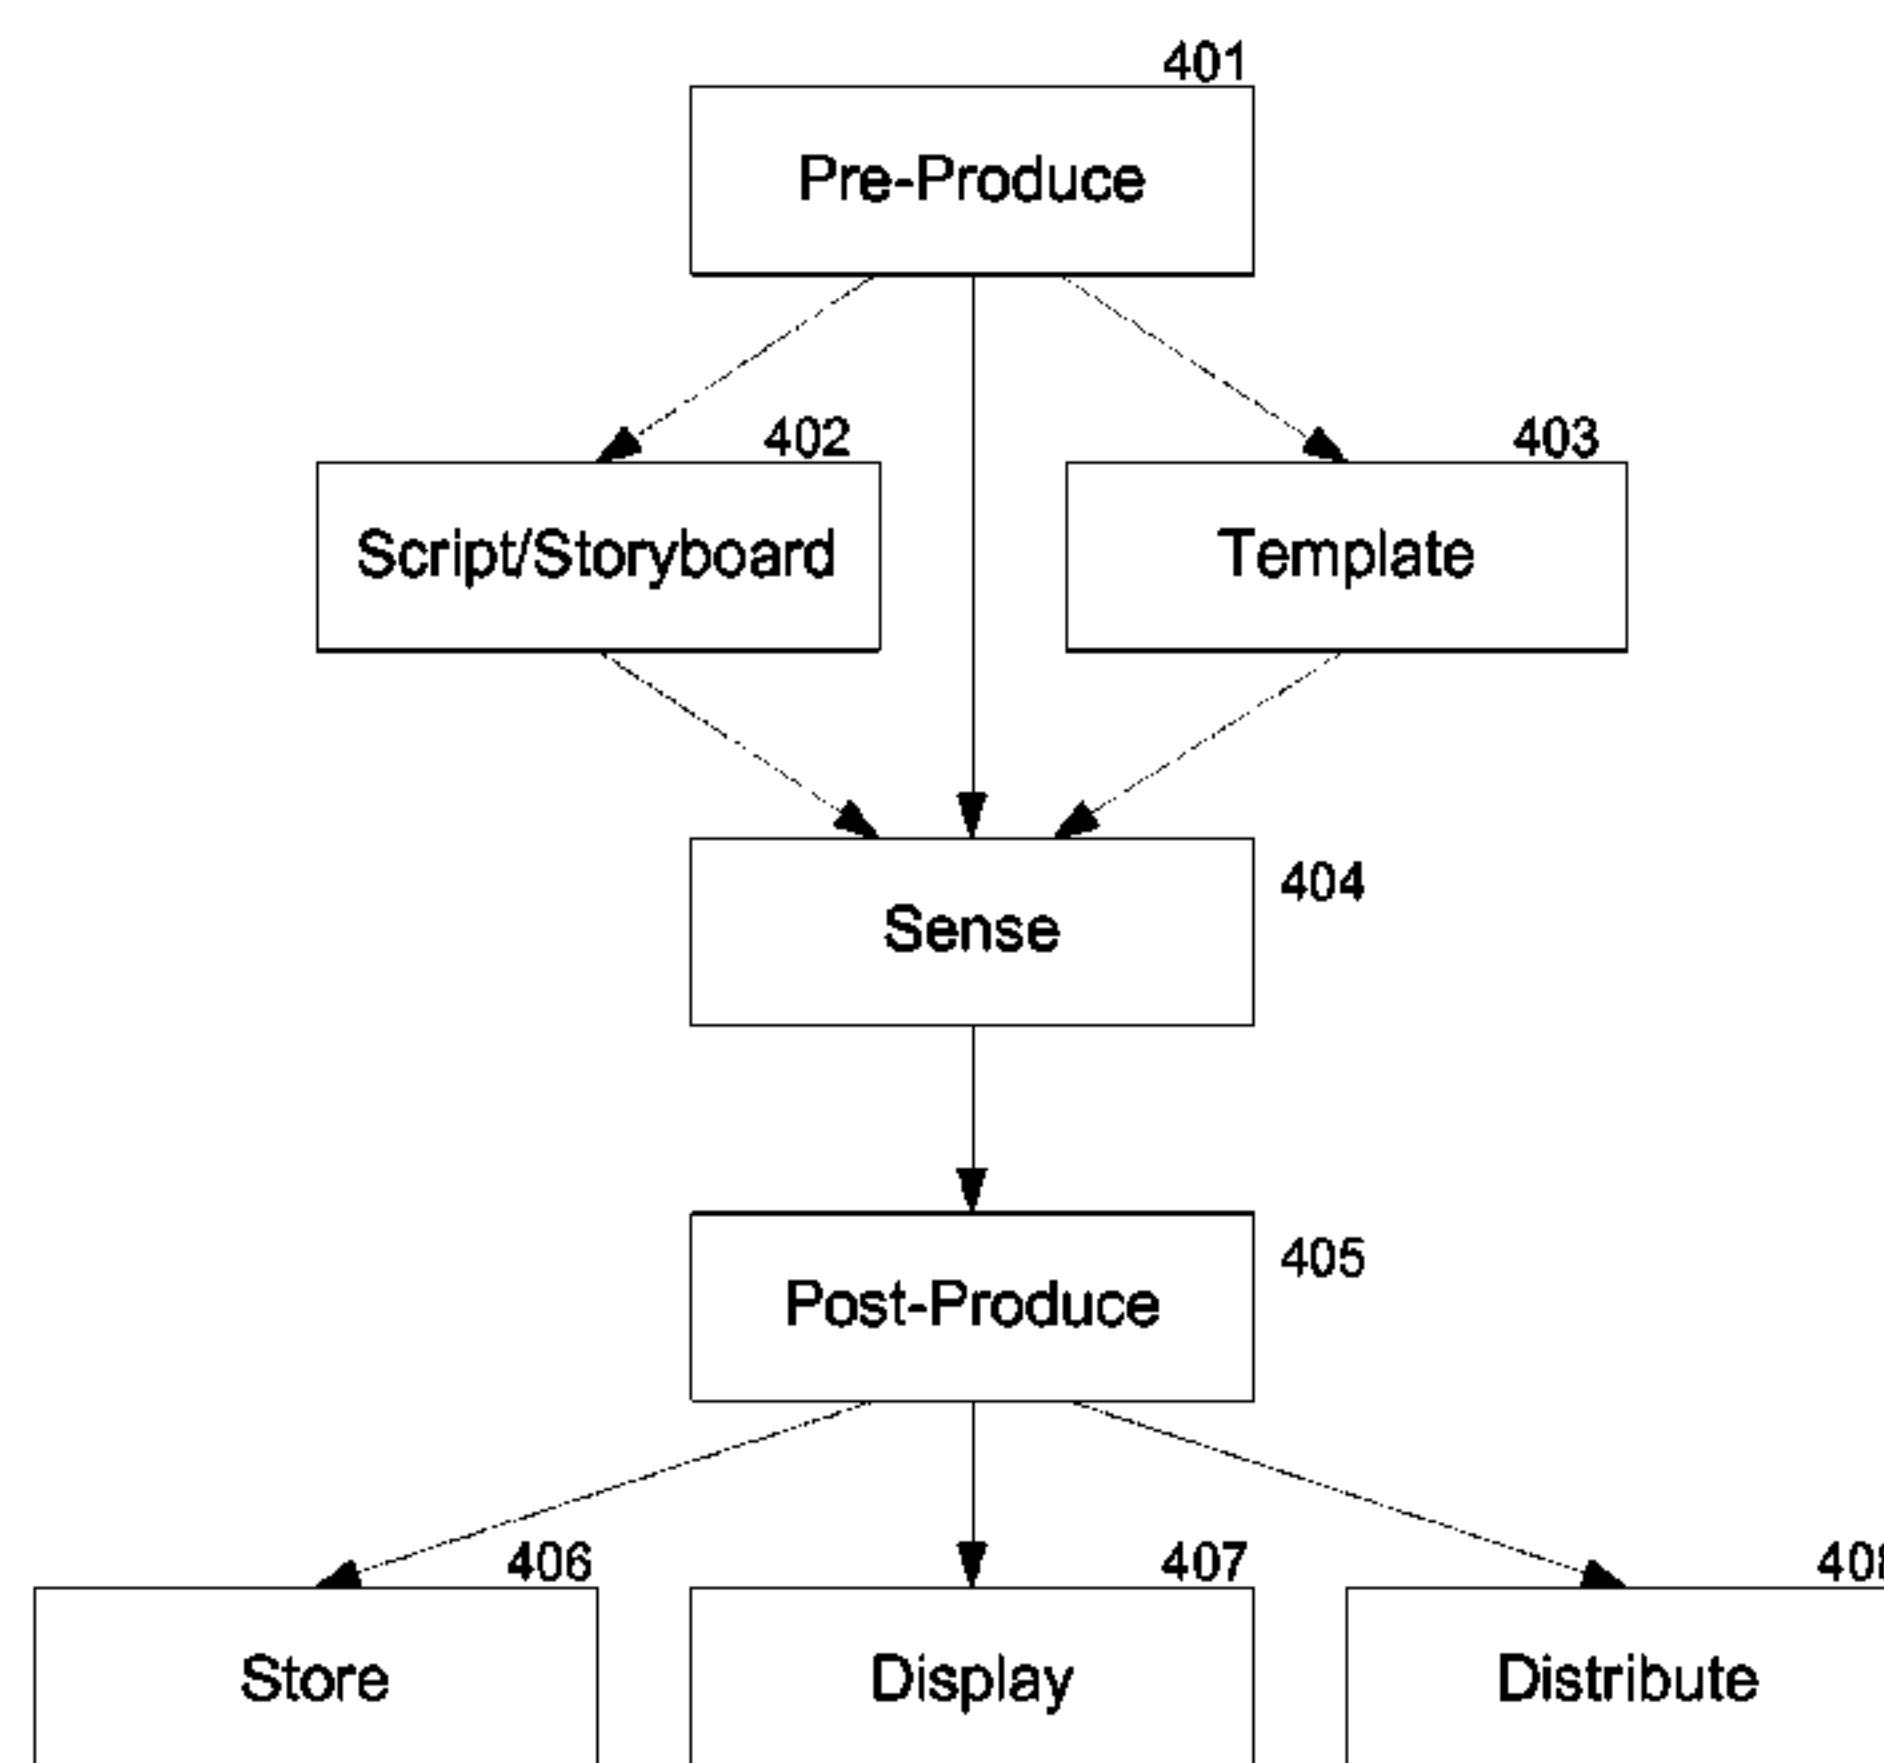 401
Pre-Produce
402
403
Script/Storyboard
Template
404
Sense
405
Post-Produce
406
407
Store
Display
Distribute